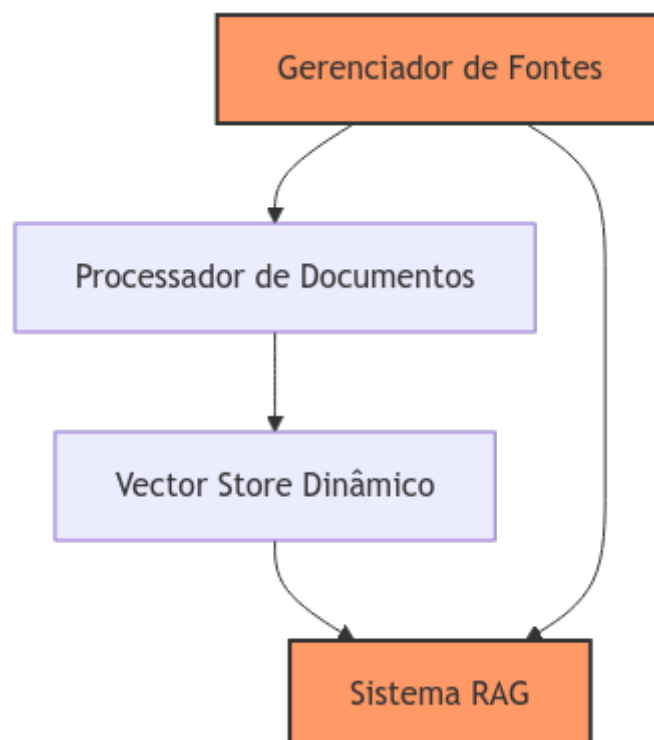 Gerenciador de Fontes
Processador de Documentos
Vector Store Dinâmico
Sistema RAG